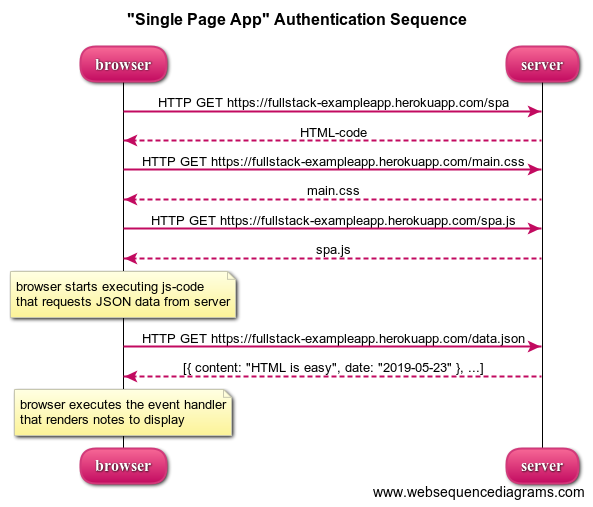 "Single Page App" Authentication Sequence
browser
server
HTTP GET https://fullstack-exampleapp.herokuapp.com/spa
HTML-code
HTTP GET https://fullstack-exampleapp.herokuapp.com/main.css
main.css
HTTP GET https://fullstack-exampleapp.herokuapp.com/spa.js
spa.js
browser starts executing js-code
that requests JSON data from server
HTTP GET https://fullstack-exampleapp.herokuapp.com/data.json
[{ content: "HTML is easy", date: "2019-05-23" }, ...]
browser executes the event handler
that renders notes to display
browser
server
www.websequencediagrams.com